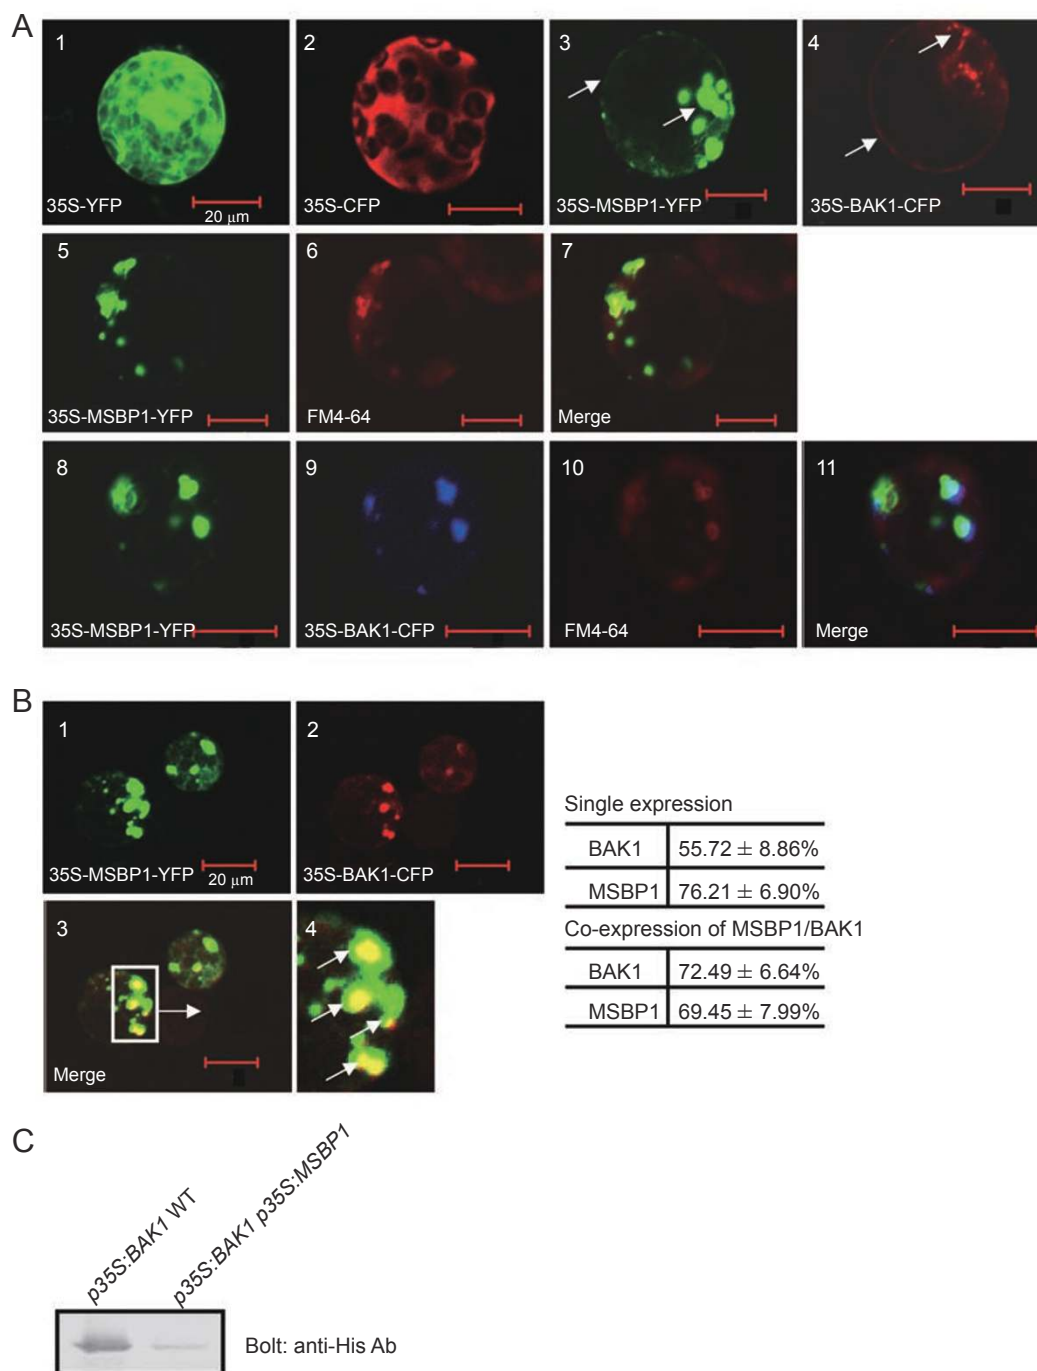 A
1
2
3
4
35S-YFP
20 μm
35S-CFP
35S-MSBP1-YFP
35S-BAK1-CFP
5
6
7
35S-MSBP1-YFP
FM4-64
Merge
8
9
10
11
35S-MSBP1-YFP
35S-BAK1-CFP
FM4-64
Merge
B
1
2
35S-MSBP1-YFP
20 μm
35S-BAK1-CFP
3
4
Merge
Single expression
BAK1 55.72 ± 8.86%
MSBP1 76.21 ± 6.90%
Co-expression of MSBP1/BAK1
BAK1 72.49 ± 6.64%
MSBP1 69.45 ± 7.99%
C
p35S:BAK1 WT
p35S:BAK1 p35S:MSBP1
Bolt: anti-His Ab